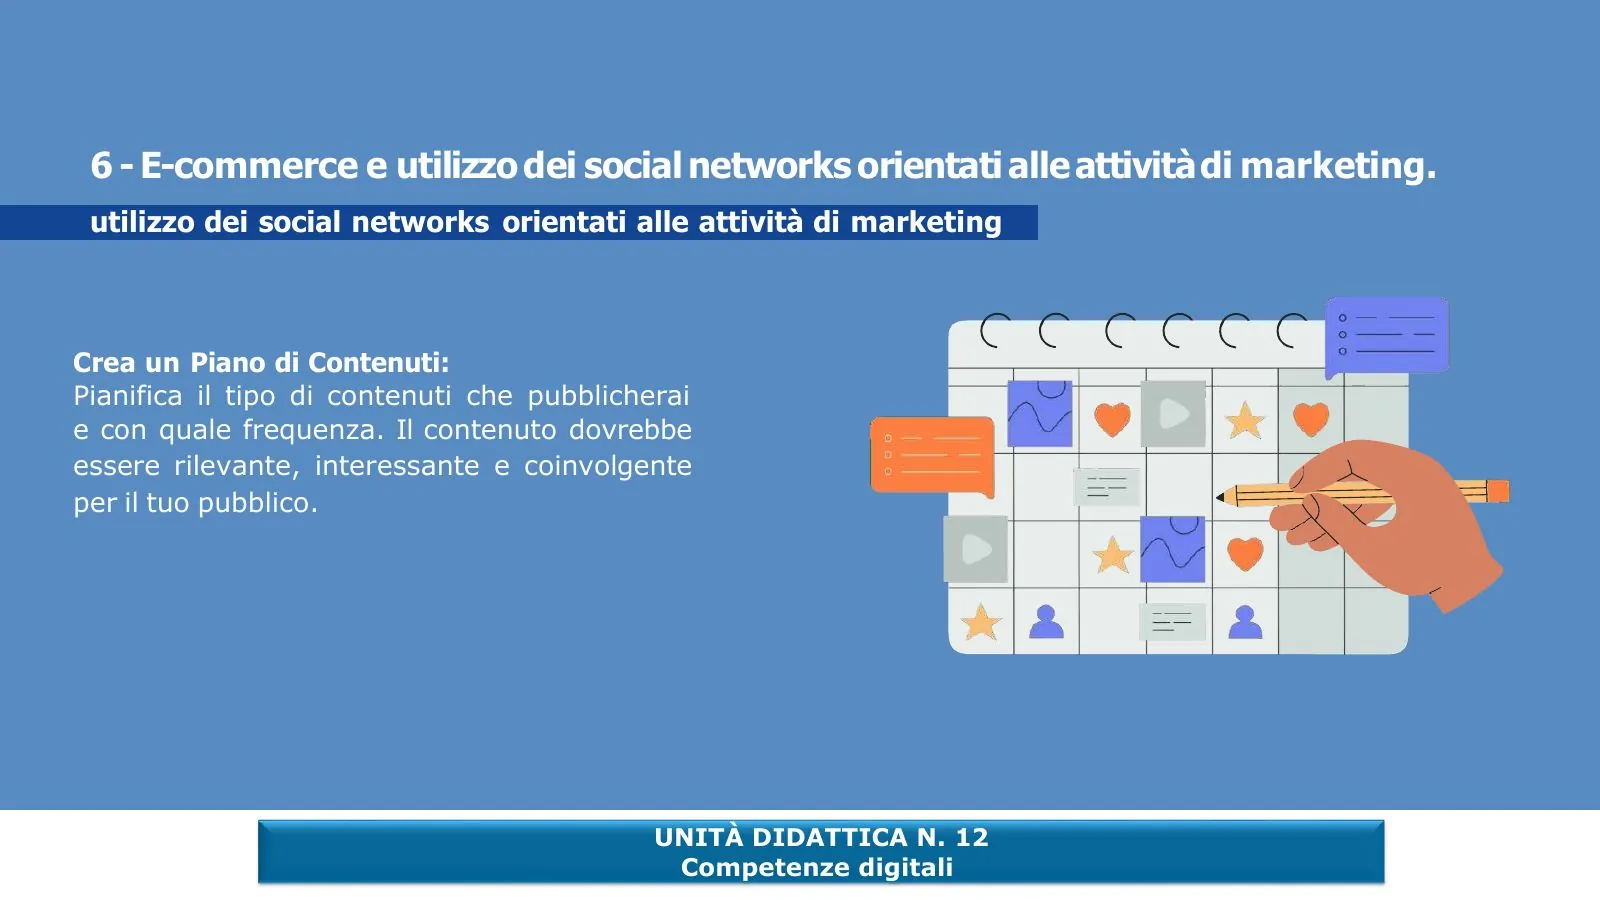 6 - E-commerce e utilizzo dei social networks orientati alle attività di marketing.
utilizzo dei social networks orientati alle attività di marketing
Crea un Piano di Contenuti:
Pianifica il tipo di contenuti che pubblicherai
e con quale frequenza. Il contenuto dovrebbe
essere rilevante, interessante e coinvolgente
per il tuo pubblico.
UNITÀ DIDATTICA N. 12
Competenze digitali